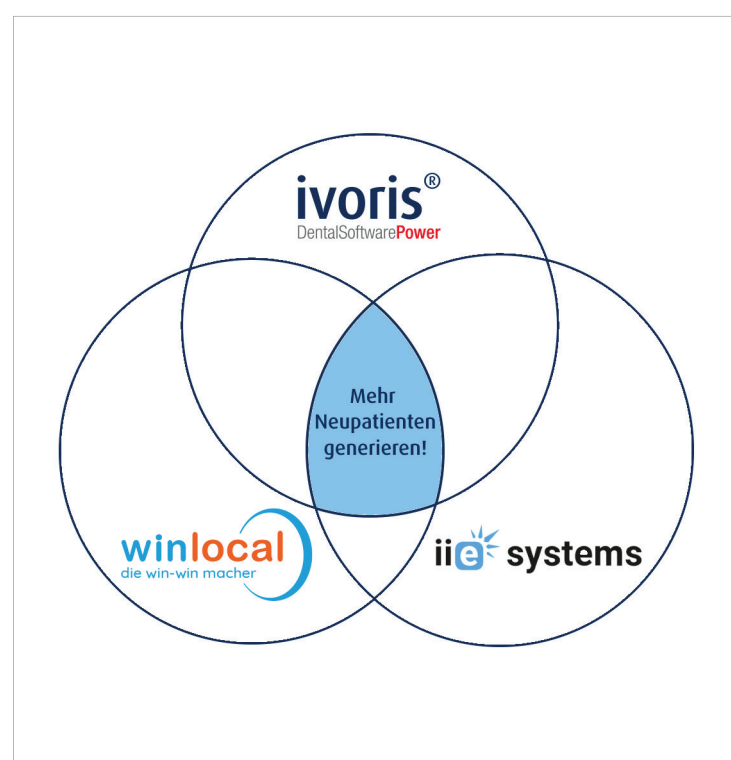 ivoris®
DentalSoftwarePower
Mehr
Neupatienten
generieren!
winlocal
die win-win macher
iie systems